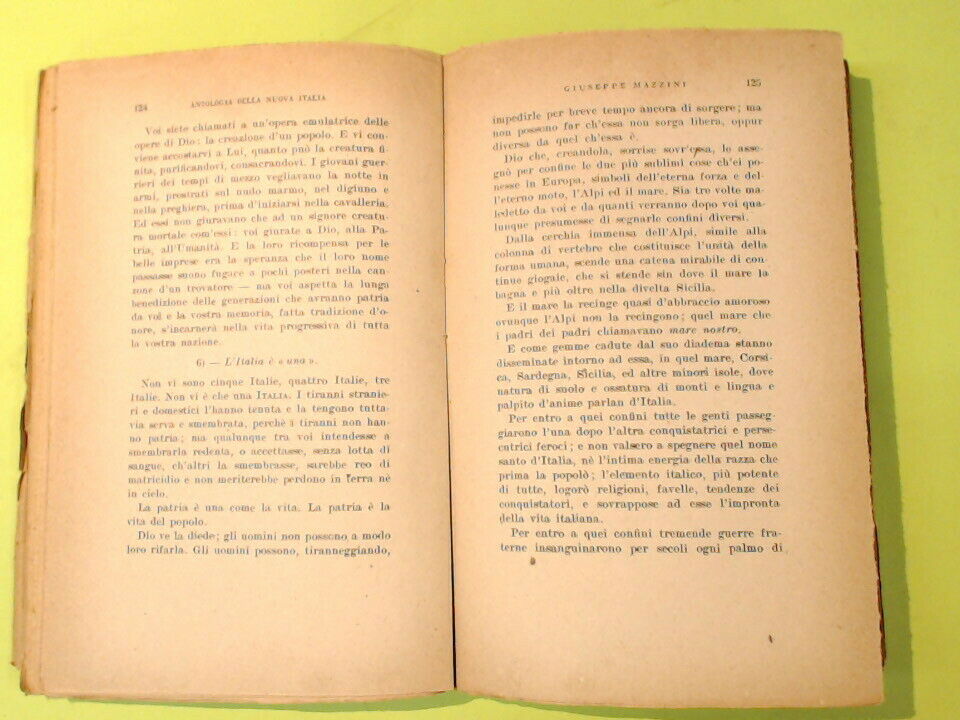 124
ANTOLOGIA DELLA NUOVA ITALIA
Voi siete chiamati a un'opera emulatrice delle
opere di Dio: la creazione d'un popolo. E vi con-
viene accostarvi a Lui, quanto può la creatura fi-
nita, purificandovi, consacrandovi. I giovani guer-
rieri dei tempi di mezzo vegliavano la notte in
armi, prostrati sul nudo marmo, nel digiuno e
nella preghiera, prima d'iniziarsi nella cavalleria.
Ed essi non giuravano che ad un signore creatu-
ra mortale com'essi: voi giurate a Dio, alla Pa-
tria, all'Umanità. E la loro ricompensa per le
belle imprese era la speranza che il loro nome
passasse suono fugace a pochi posteri nella can-
zone d'un trovatore — ma voi aspetta la lunga
benedizione delle generazioni che avranno patria
da voi e la vostra memoria, fatta tradizione d'o-
nore, s'incarnerà nella vita progressiva di tutta
la vostra nazione.
6) — L'Italia è « una ».
Non vi sono cinque Italie, quattro Italie, tre
Italie. Non vi è che una ITALIA. I tiranni stranie-
ri e domestici l'hanno tenuta e la tengono tutta-
via serva e smembrata, perchè i tiranni non han-
no patria; ma qualunque tra voi intendesse a
smembrarla redenta, o accettasse, senza lotta di
sangue, ch'altri la smembrasse, sarebbe reo di
matricidio e non meriterebbe perdono in terra nè
in cielo.
La patria è una come la vita. La patria è la
vita del popolo.
Dio ve la diede; gli uomini non possono a modo
loro rifarla. Gli uomini possono, tiranneggiando,
GIUSEPPE MAZZINI
125
impedirle per breve tempo ancora di sorgere; ma
non possono far ch'essa non sorga libera, oppur
diversa da quel ch'essa è.
Dio che, creandola, sorrise sovr'essa, le asse-
gnò per confine le due più sublimi cose ch'ei po-
nesse in Europa, simboli dell'eterna forza e del-
l'eterno moto, l'Alpi ed il mare. Sia tre volte ma-
ledetto da voi e da quanti verranno dopo voi qua-
lunque presumesse di segnarle confini diversi.
Dalla cerchia immensa dell'Alpi, simile alla
colonna di vertebre che costituisce l'unità della
forma umana, scende una catena mirabile di con-
tinue giogaie, che si stende sin dove il mare la
bagna e più oltre nella divelta Sicilia.
E il mare la recinge quasi d'abbraccio amoroso
ovunque l'Alpi non la recingono; quel mare che
i padri dei padri chiamavano mare nostro.
E come gemme cadute dal suo diadema stanno
disseminate intorno ad essa, in quel mare, Corsi-
ca, Sardegna, Sicilia, ed altre minori isole, dove
natura di suolo e ossatura di monti e lingua e
palpito d'anime parlan d'Italia.
Per entro a quei confini tutte le genti passeg-
giarono l'una dopo l'altra conquistatrici e perse-
cutrici feroci; e non valsero a spegnere quel nome
santo d'Italia, nè l'intima energia della razza che
prima la popolò; l'elemento italico, più potente
di tutte, logorò religioni, favelle, tendenze dei
conquistatori, e sovrappose ad esse l'impronta
della vita italiana.
Per entro a quei confini tremende guerre fra-
terne insanguinarono per secoli ogni palmo di